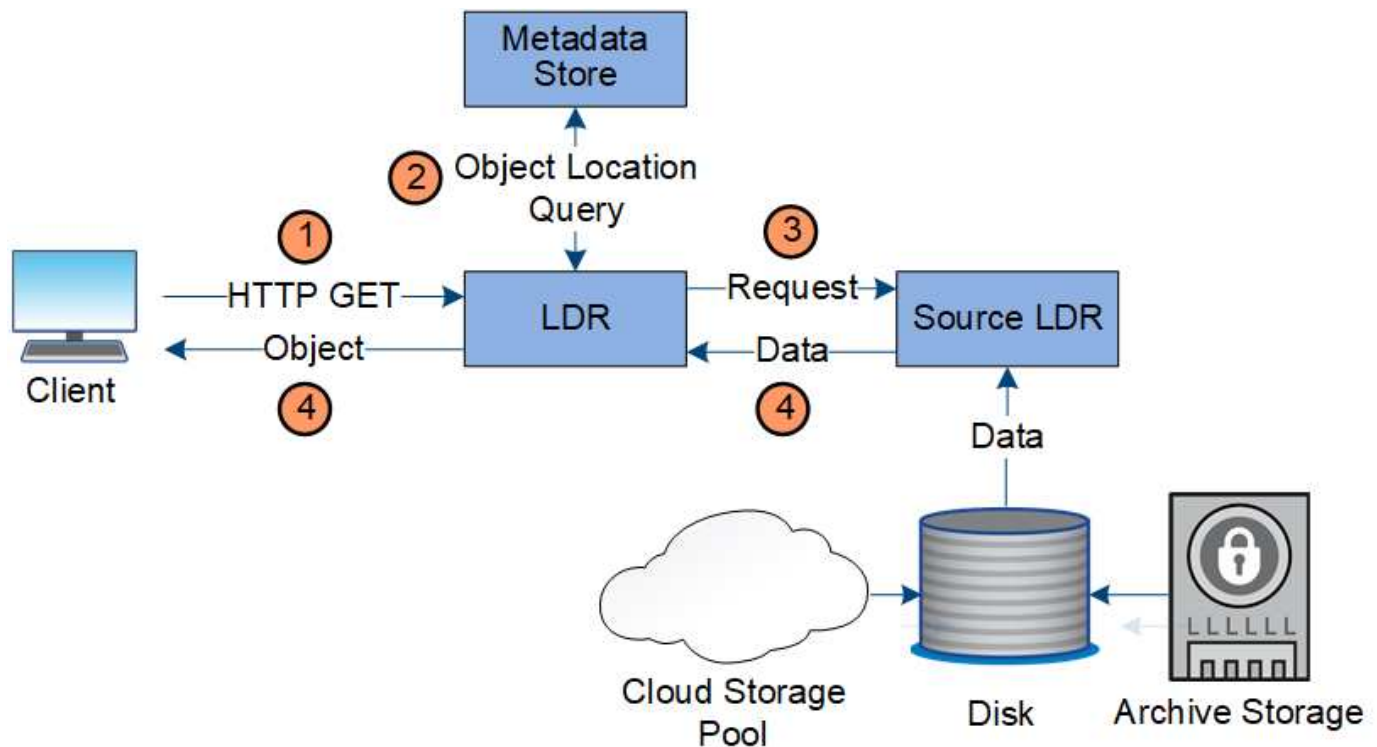 Metadata
Store
2
Object Location
Query
1
3
HTTP GET
Request
LDR
Source LDR
Object
Data
Client
4
4
Data
LLLLLL
Cloud Storage
Pool
Disk
Archive Storage